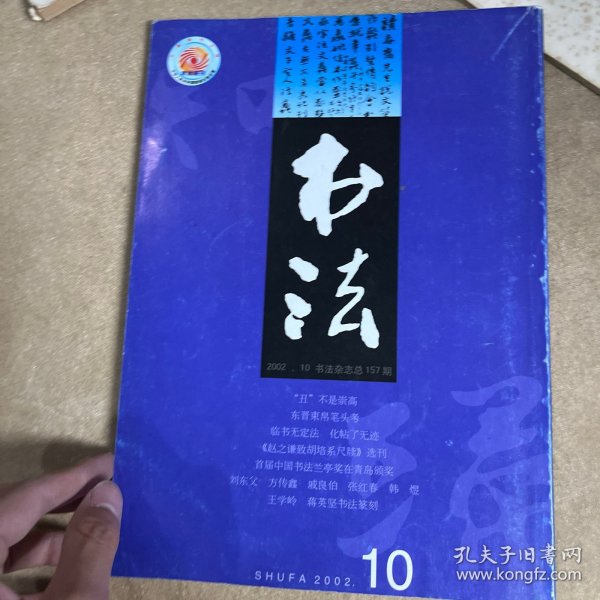 书法
2002 . 10 书法杂志总157期
“丑”不是崇高
东晋束帛笔头考
临书无定法 化帖了无迹
《赵之谦致胡培系尺牍》选刊
首届中国书法兰亭奖在青岛颁奖
刘东父 方传鑫 戚良伯 张红春 韩 煜
王学岭 蒋英坚书法篆刻
SHUFA 2002. 10
孔夫子旧书网
www.kongfz.com